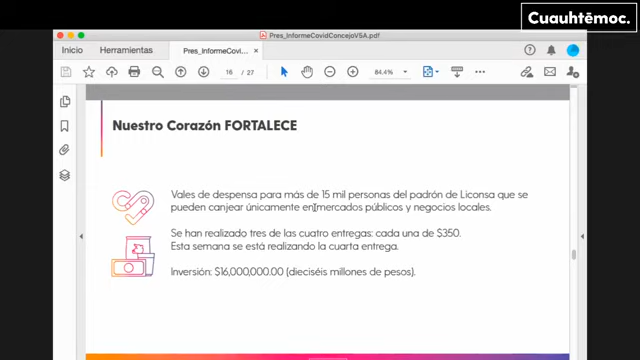 Cuauhtēmoc.
Pres_InformeCovidConcejoVSA.pdf
Inicio Herramientas Pres_InformeCovi... ×
16 / 27 84.4%
Nuestro Corazón FORTALECE
Vales de despensa para más de 15 mil personas del padrón de Liconsa que se
pueden canjear únicamente en mercados públicos y negocios locales.
Se han realizado tres de las cuatro entregas: cada una de $350.
Esta semana se está realizando la cuarta entrega.
Inversión: $16,000,000.00 (dieciséis millones de pesos).